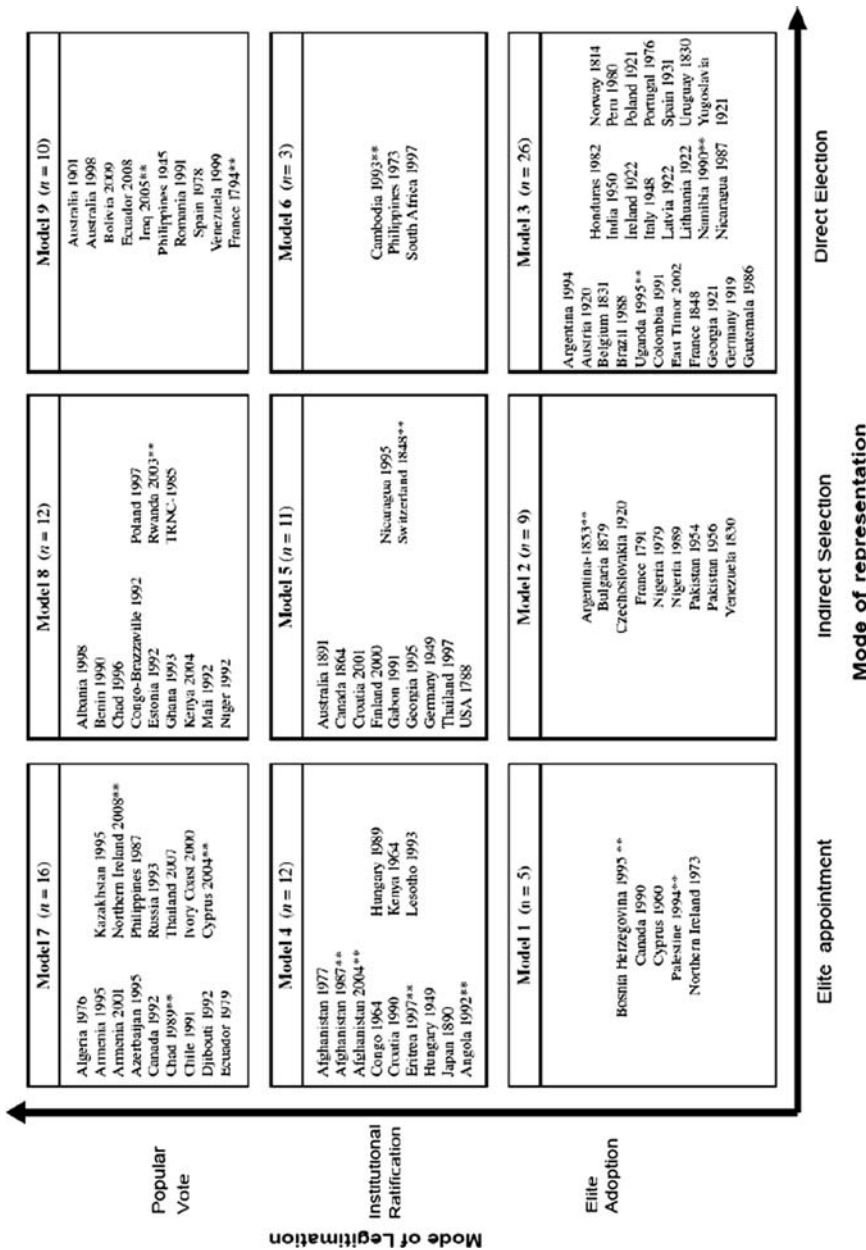 Mode of Legitimation
Popular
Vote
Institutional
Ratification
Elite
Adoption
Model 7 (n = 16)
Algeria 1976
Armenia 1995
Armenia 2001
Azerbaijan 1995
Canada 1992
Chad 1989**
Chile 1991
Djibouti 1992
Ecuador 1979
Kazakhstan 1995
Northern Ireland 2008**
Philippines 1987
Russia 1993
Thailand 2007
Ivory Coast 2000
Cyprus 2004**
Model 8 (n = 12)
Albania 1998
Benin 1990
Chad 1996
Congo-Brazzaville 1992
Estonia 1992
Ghana 1993
Kenya 2004
Mali 1992
Niger 1992
Poland 1997
Rwanda 2003**
TRNC-1985
Model 9 (n = 10)
Australia 1901
Australia 1998
Bolivia 2009
Ecuador 2008
Iraq 2005**
Philippines 1945
Romania 1991
Spain 1978
Venezuela 1999
France 1794**
Model 4 (n = 12)
Afghanistan 1977
Afghanistan 1987**
Afghanistan 2004**
Congo 1964
Croatia 1990
Eritrea 1997**
Hungary 1949
Japan 1890
Angola 1992**
Hungary 1989
Kenya 1964
Lesotho 1993
Model 5 (n = 11)
Australia 1891
Canada 1864
Croatia 2001
Finland 2000
Gabon 1991
Georgia 1995
Germany 1949
Thailand 1997
USA 1788
Nicaragua 1995
Switzerland 1848**
Model 6 (n= 3)
Cambodia 1993**
Philippines 1973
South Africa 1997
Model 1 (n = 5)
Bosnia Herzegovina 1995 **
Canada 1990
Cyprus 1960
Palestine 1994**
Northern Ireland 1973
Model 2 (n = 9)
Argentina-1853**
Bulgaria 1879
Czechoslovakia 1920
France 1791
Nigeria 1979
Nigeria 1989
Pakistan 1954
Pakistan 1956
Venezuela 1830
Model 3 (n = 26)
Argentina 1994
Austria 1920
Belgium 1831
Brazil 1988
Uganda 1995**
Colombia 1991
East Timor 2002
France 1848
Georgia 1921
Germany 1919
Guatemala 1986
Honduras 1982
India 1950
Ireland 1922
Italy 1948
Latvia 1922
Lithuania 1922
Namibia 1990**
Nicaragua 1987
Norway 1814
Peru 1980
Poland 1921
Portugal 1976
Spain 1931
Uruguay 1830
Yugoslavia
1921
Elite appointment
Indirect Selection
Direct Election
Mode of representation